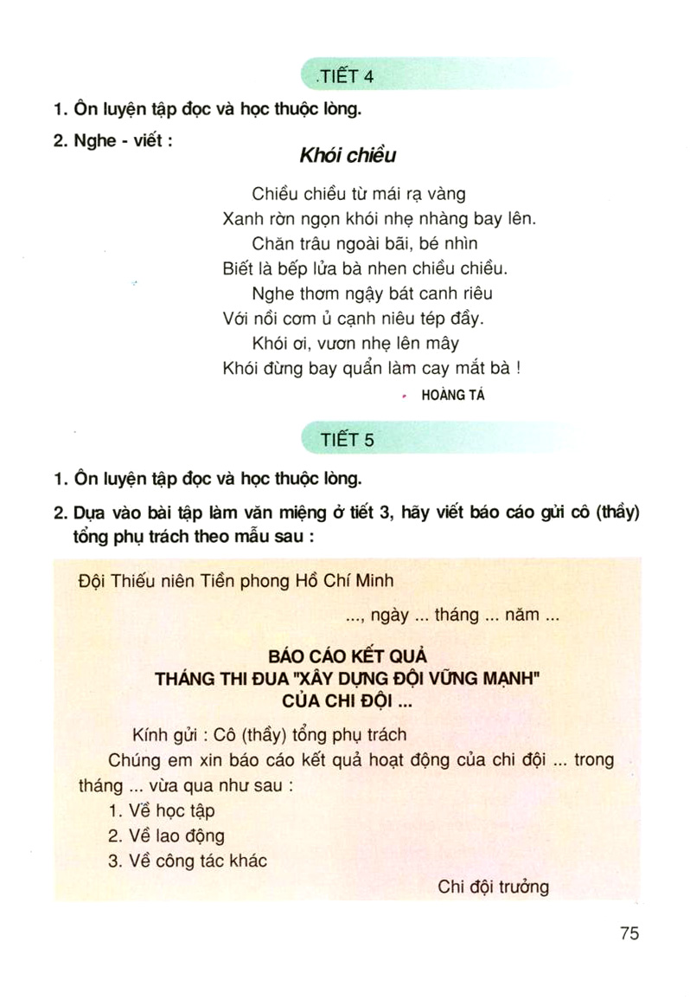 TIẾT 4
1. Ôn luyện tập đọc và học thuộc lòng.
2. Nghe - viết :
Khói chiều
Chiều chiều từ mái rạ vàng
Xanh rờn ngọn khói nhẹ nhàng bay lên.
Chăn trâu ngoài bãi, bé nhìn
Biết là bếp lửa bà nhen chiều chiều.
Nghe thơm ngậy bát canh riêu
Với nồi cơm ủ cạnh niêu tép đầy.
Khói ơi, vươn nhẹ lên mây
Khói đừng bay quẩn làm cay mắt bà !
HOÀNG TÁ
TIẾT 5
1. Ôn luyện tập đọc và học thuộc lòng.
2. Dựa vào bài tập làm văn miệng ở tiết 3, hãy viết báo cáo gửi cô (thầy)
tổng phụ trách theo mẫu sau :
Đội Thiếu niên Tiền phong Hồ Chí Minh
..., ngày ... tháng ... năm ...
BÁO CÁO KẾT QUẢ
THÁNG THI ĐUA "XÂY DỰNG ĐỘI VỮNG MẠNH"
CỦA CHI ĐỘI ...
Kính gửi : Cô (thầy) tổng phụ trách
Chúng em xin báo cáo kết quả hoạt động của chi đội ... trong
tháng ... vừa qua như sau :
1. Về học tập
2. Về lao động
3. Về công tác khác
Chi đội trưởng
75